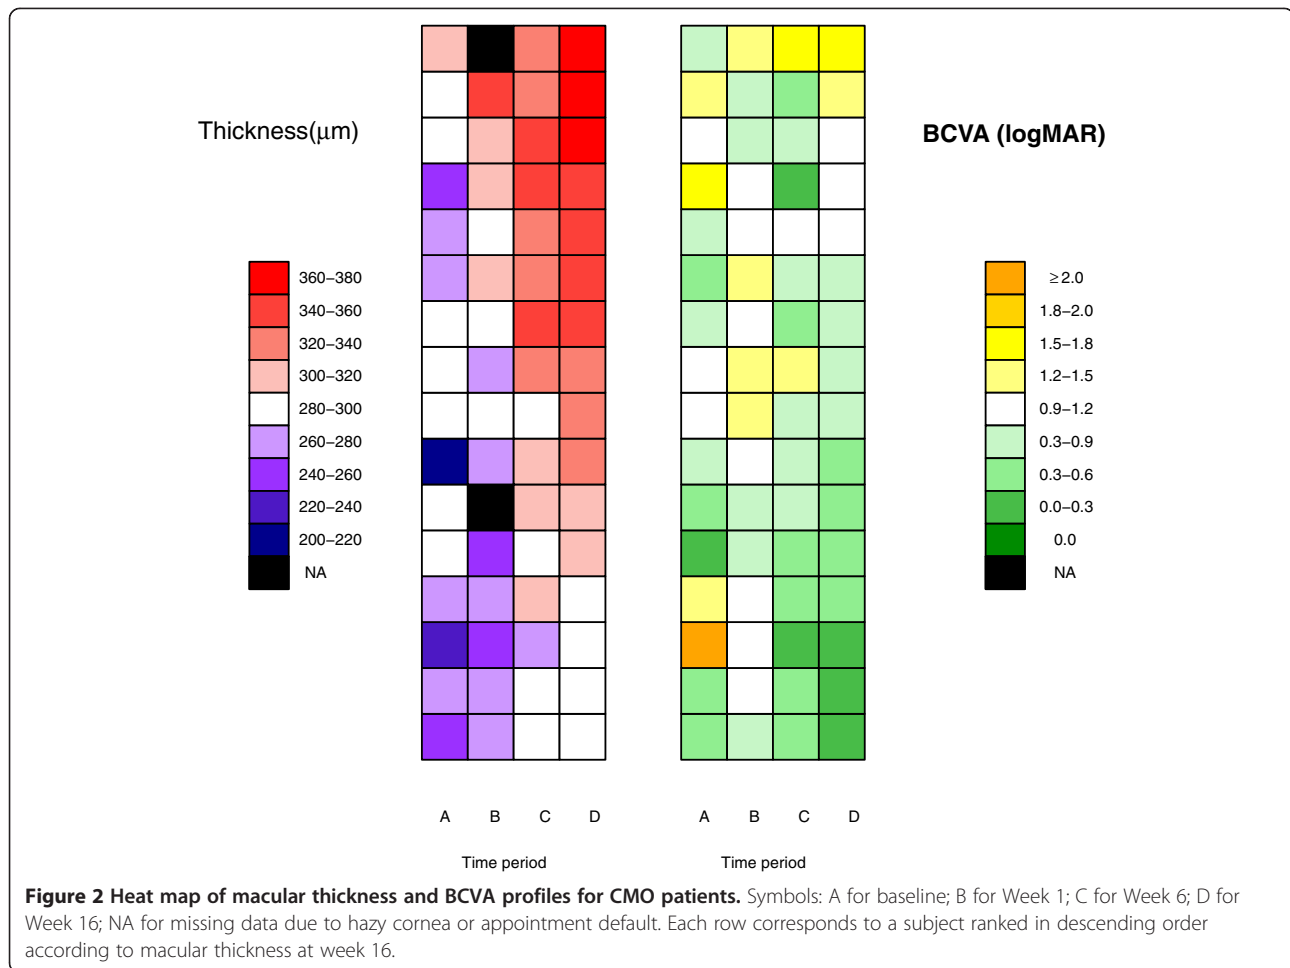 Thickness(μm)
BCVA (logMAR)
360–380
340–360
320–340
300–320
280–300
260–280
240–260
220–240
200–220
NA
≥2.0
1.8–2.0
1.5–1.8
1.2–1.5
0.9–1.2
0.3–0.9
0.3–0.6
0.0–0.3
0.0
NA
A B C D
Time period
A B C D
Time period
Figure 2 Heat map of macular thickness and BCVA profiles for CMO patients. Symbols: A for baseline; B for Week 1; C for Week 6; D for
Week 16; NA for missing data due to hazy cornea or appointment default. Each row corresponds to a subject ranked in descending order
according to macular thickness at week 16.